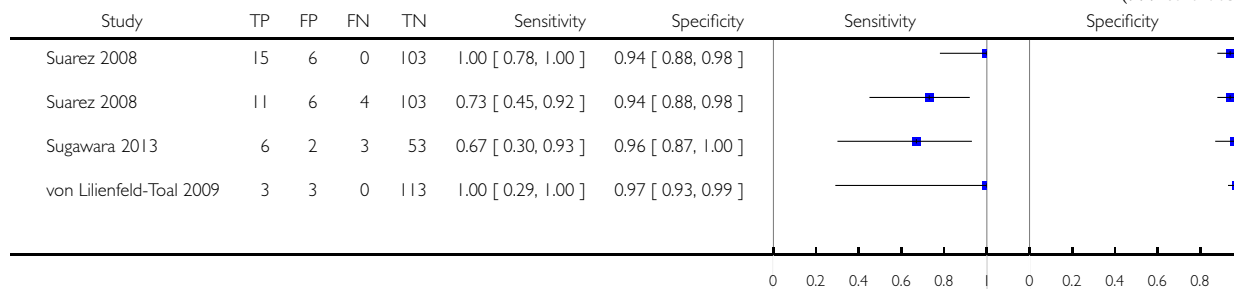 Study TP FP FN TN Sensitivity Specificity Sensitivity Specificity
Suarez 2008 15 6 0 103 1.00 [ 0.78, 1.00 ] 0.94 [ 0.88, 0.98 ]
Suarez 2008 11 6 4 103 0.73 [ 0.45, 0.92 ] 0.94 [ 0.88, 0.98 ]
Sugawara 2013 6 2 3 53 0.67 [ 0.30, 0.93 ] 0.96 [ 0.87, 1.00 ]
von Lilienfeld-Toal 2009 3 3 0 113 1.00 [ 0.29, 1.00 ] 0.97 [ 0.93, 0.99 ]
0 0.2 0.4 0.6 0.8 1 0 0.2 0.4 0.6 0.8